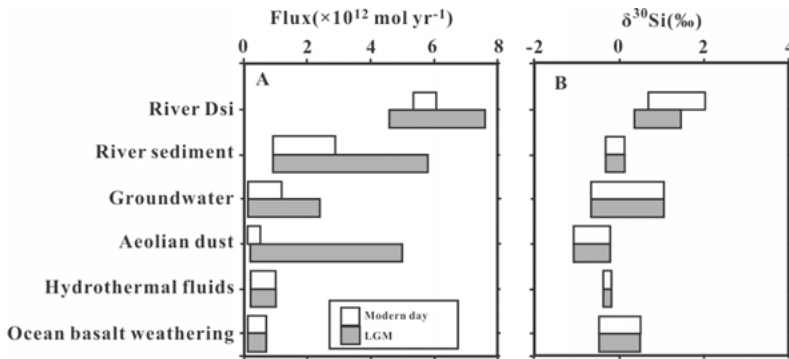 Flux(×10¹² mol yr⁻¹)
δ³⁰Si(‰)
0 2 4 6 8
-2 0 2 4
A
B
River Dsi
River sediment
Groundwater
Aeolian dust
Hydrothermal fluids
Ocean basalt weathering
Modern day
LGM